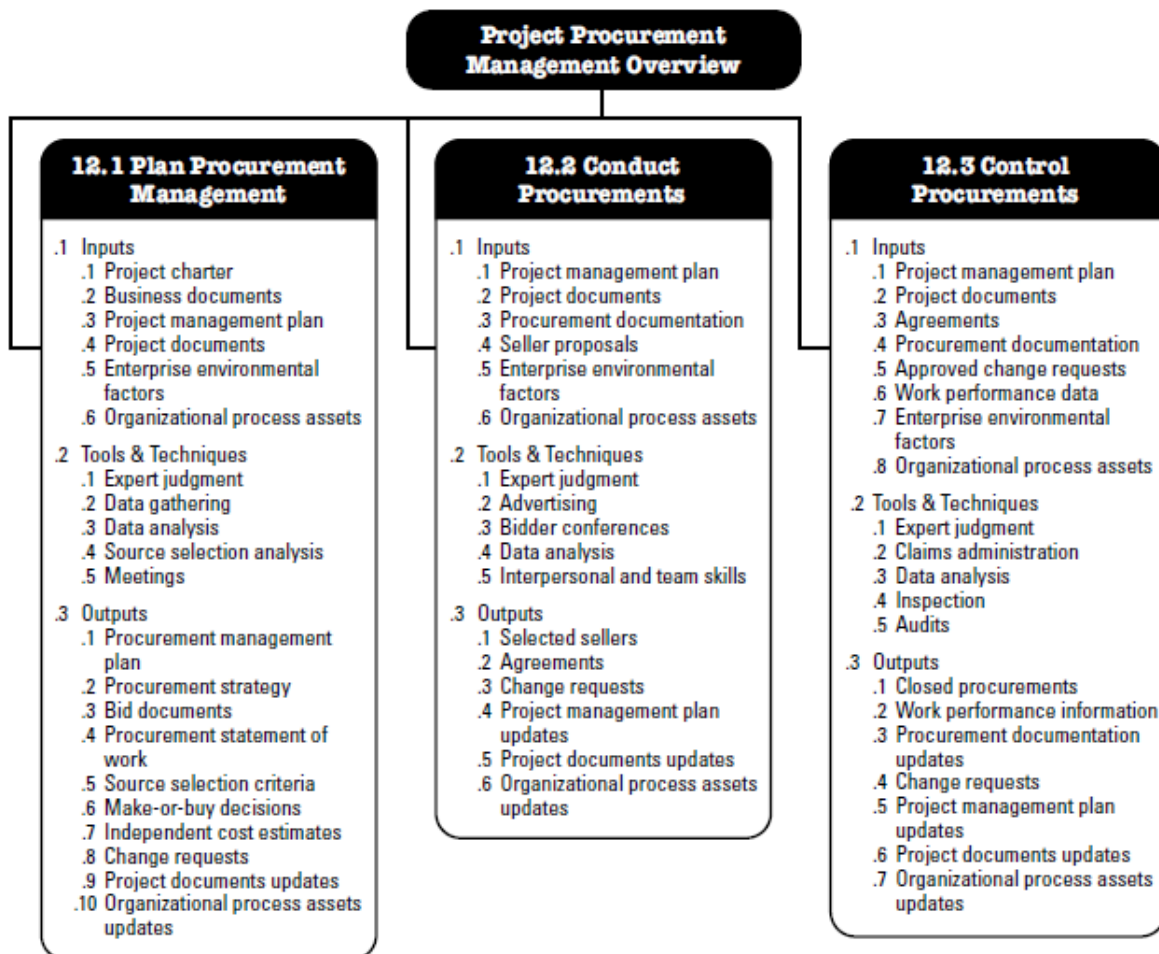 Project Procurement
Management Overview
12.1 Plan Procurement
Management
.1 Inputs
.1 Project charter
.2 Business documents
.3 Project management plan
.4 Project documents
.5 Enterprise environmental
factors
.6 Organizational process assets
.2 Tools & Techniques
.1 Expert judgment
.2 Data gathering
.3 Data analysis
.4 Source selection analysis
.5 Meetings
.3 Outputs
.1 Procurement management
plan
.2 Procurement strategy
.3 Bid documents
.4 Procurement statement of
work
.5 Source selection criteria
.6 Make-or-buy decisions
.7 Independent cost estimates
.8 Change requests
.9 Project documents updates
.10 Organizational process assets
updates
12.2 Conduct
Procurements
.1 Inputs
.1 Project management plan
.2 Project documents
.3 Procurement documentation
.4 Seller proposals
.5 Enterprise environmental
factors
.6 Organizational process assets
.2 Tools & Techniques
.1 Expert judgment
.2 Advertising
.3 Bidder conferences
.4 Data analysis
.5 Interpersonal and team skills
.3 Outputs
.1 Selected sellers
.2 Agreements
.3 Change requests
.4 Project management plan
updates
.5 Project documents updates
.6 Organizational process assets
updates
12.3 Control
Procurements
.1 Inputs
.1 Project management plan
.2 Project documents
.3 Agreements
.4 Procurement documentation
.5 Approved change requests
.6 Work performance data
.7 Enterprise environmental
factors
.8 Organizational process assets
.2 Tools & Techniques
.1 Expert judgment
.2 Claims administration
.3 Data analysis
.4 Inspection
.5 Audits
.3 Outputs
.1 Closed procurements
.2 Work performance information
.3 Procurement documentation
updates
.4 Change requests
.5 Project management plan
updates
.6 Project documents updates
.7 Organizational process assets
updates